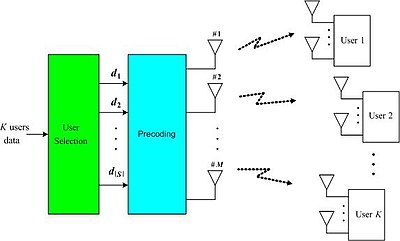 K users
data
User
Selection
d1
d2
d|S|
Precoding
#1
#2
#M
User 1
User 2
User K